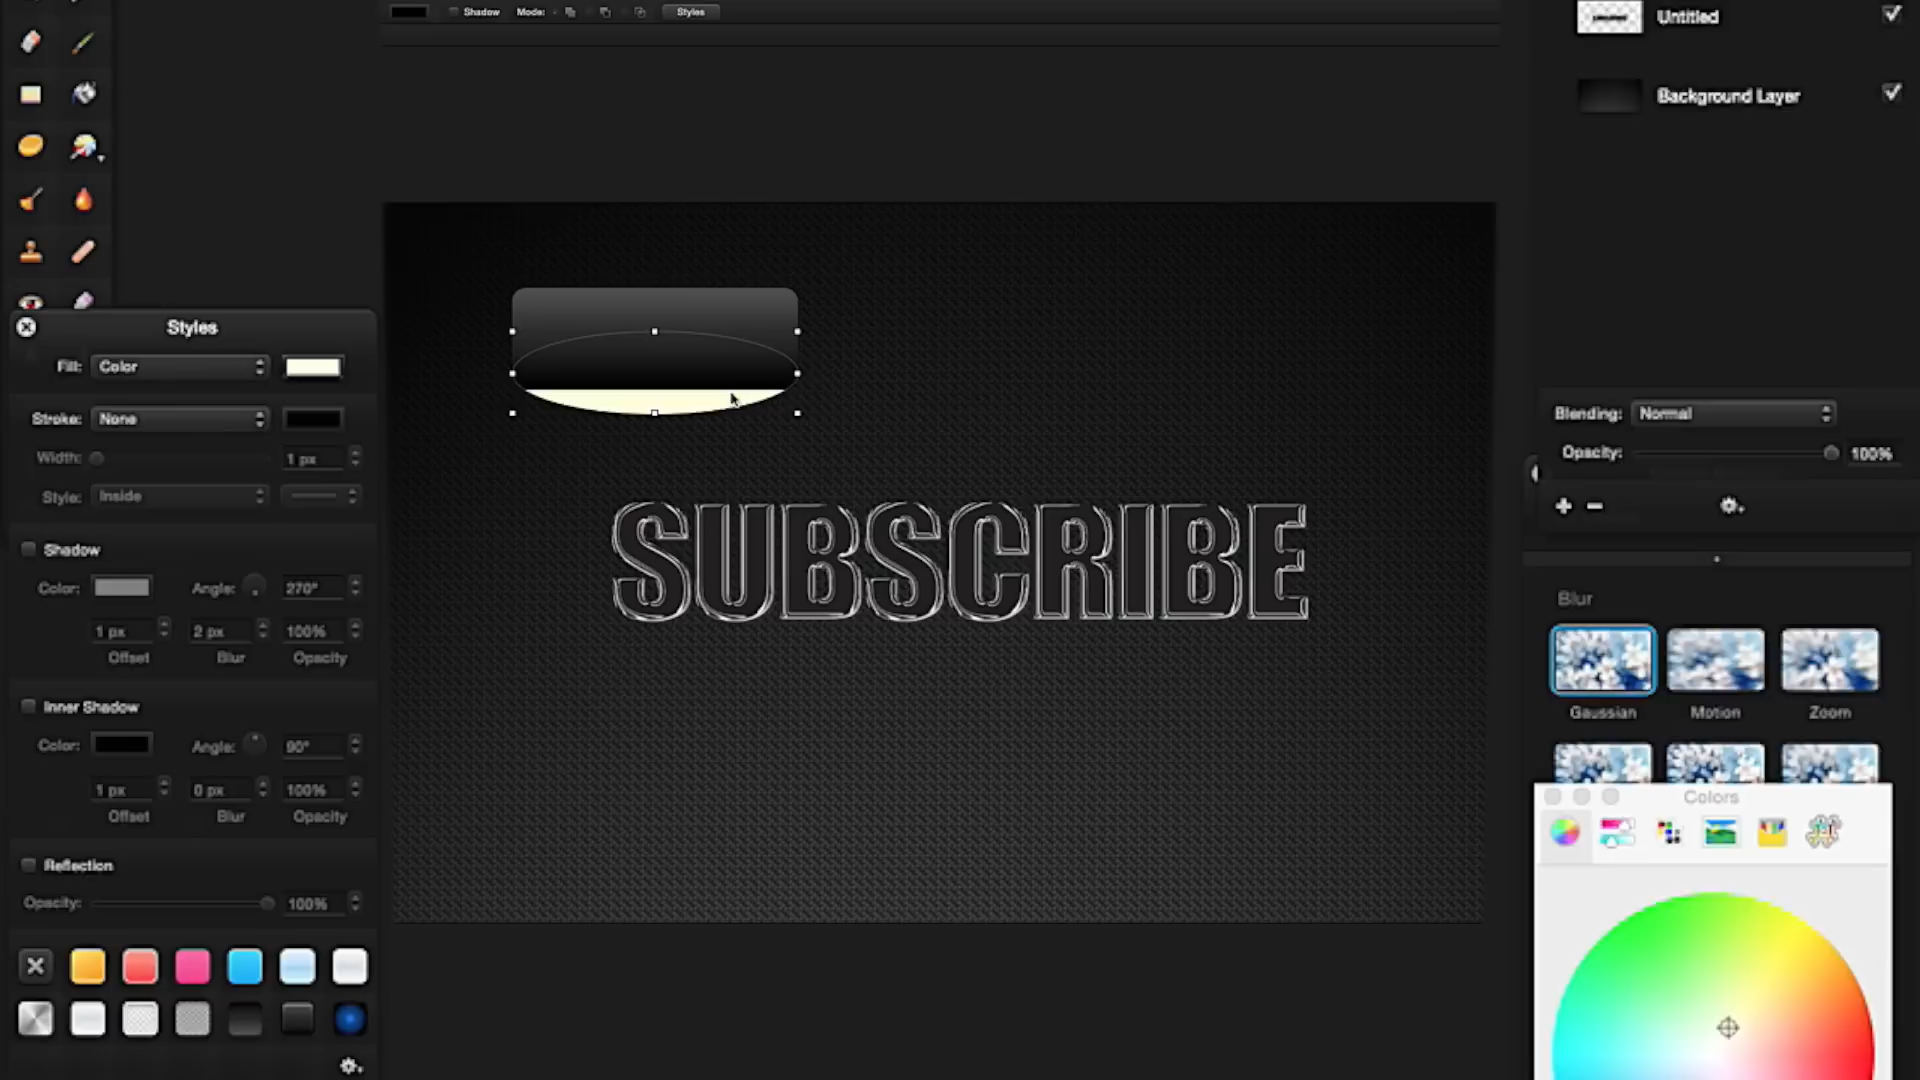 Shadow Mode: Styles
Untitled
Background Layer
Styles
Fill: Color
Stroke: None
Width: 1 px
Style: Inside
Shadow
Color: Angle: 270°
1 px 2 px 100%
Offset Blur Opacity
Inner Shadow
Color: Angle: 90°
1 px 0 px 100%
Offset Blur Opacity
Reflection
Opacity: 100%
SUBSCRIBE
Blending: Normal
Opacity: 100%
Blur
Gaussian Motion Zoom
Colors